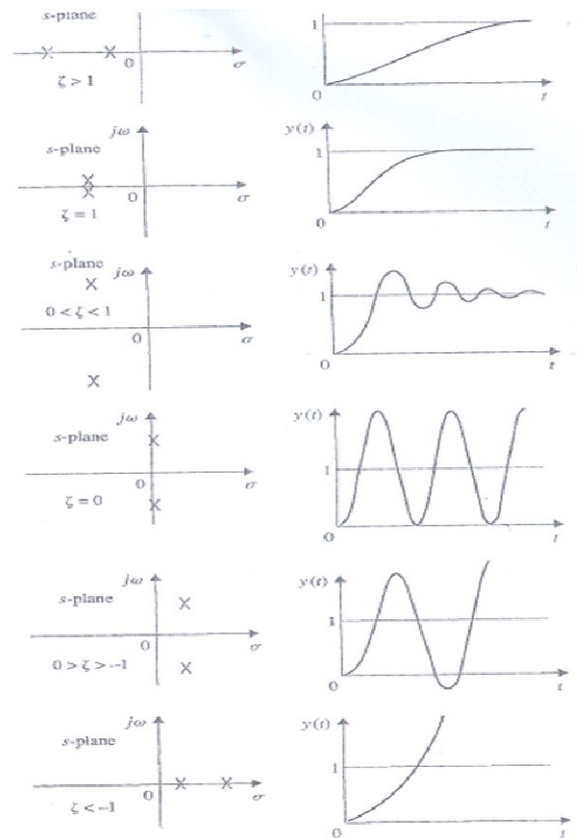 s-plane
0
σ
ζ > 1
1
0
t
jω
s-plane
0
σ
ζ = 1
y(t)
1
0
t
s-plane
jω
0 < ζ < 1
0
σ
y(t)
1
0
t
jω
s-plane
0
σ
ζ = 0
y(t)
1
0
t
jω
s-plane
0
σ
0 > ζ > −1
y(t)
1
0
t
jω
s-plane
0
σ
ζ < −1
y(t)
1
0
t